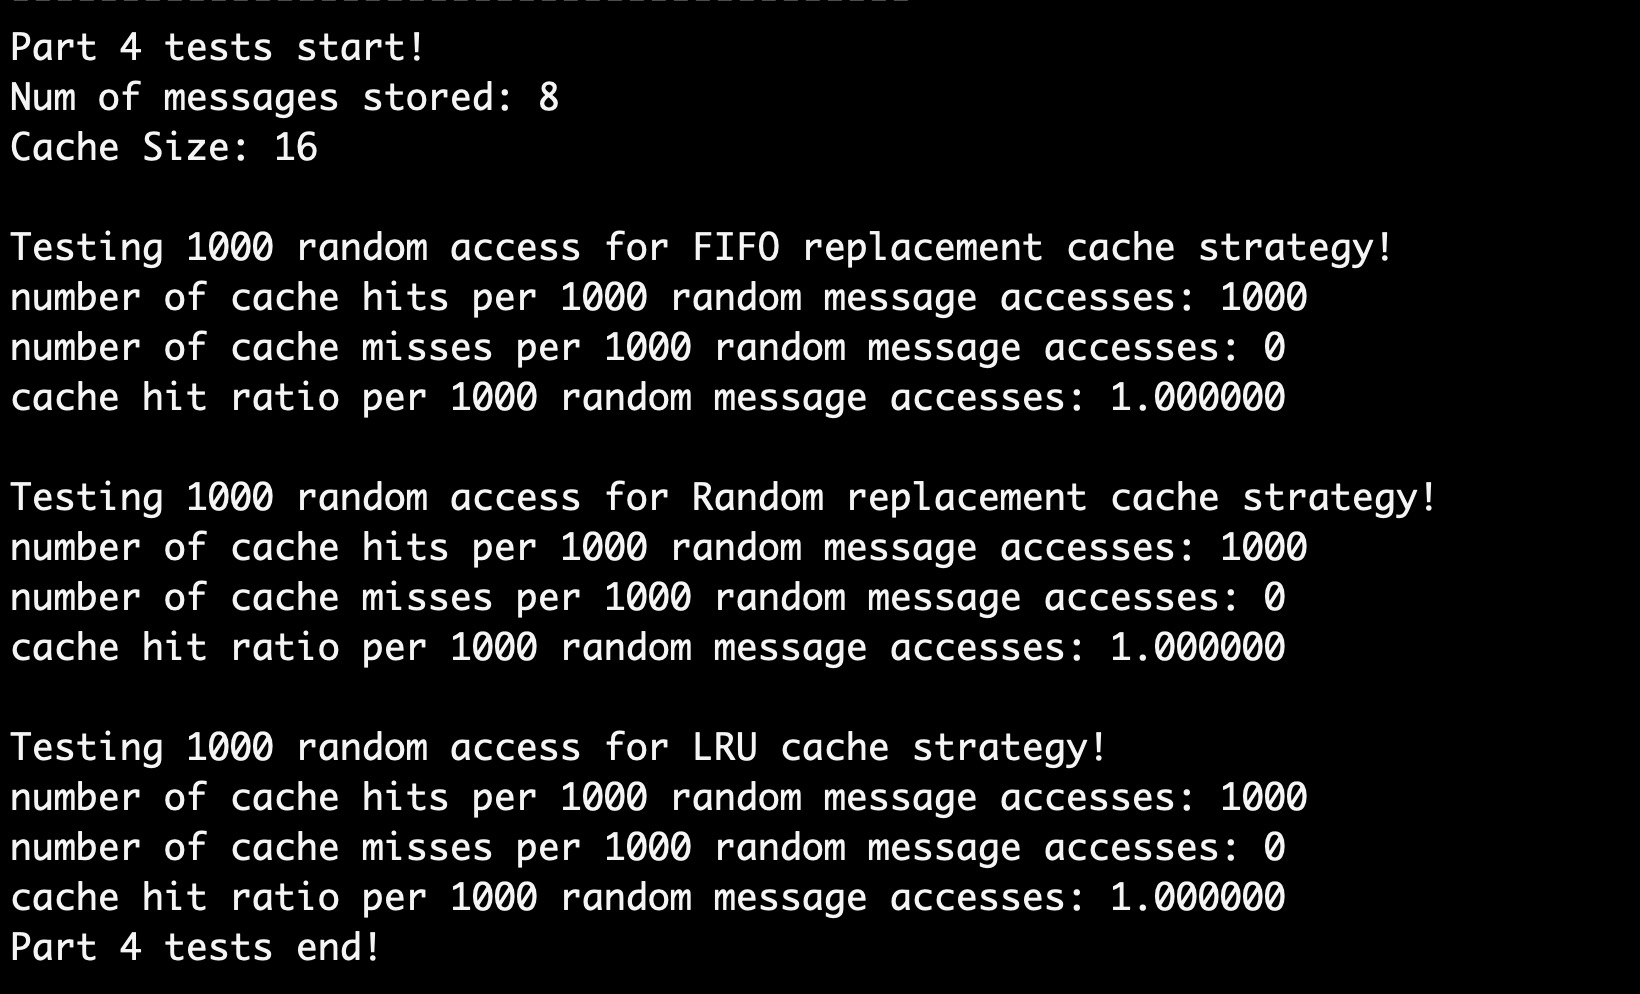 Part 4 tests start!
Num of messages stored: 8
Cache Size: 16
Testing 1000 random access for FIFO replacement cache strategy!
number of cache hits per 1000 random message accesses: 1000
number of cache misses per 1000 random message accesses: 0
cache hit ratio per 1000 random message accesses: 1.000000
Testing 1000 random access for Random replacement cache strategy!
number of cache hits per 1000 random message accesses: 1000
number of cache misses per 1000 random message accesses: 0
cache hit ratio per 1000 random message accesses: 1.000000
Testing 1000 random access for LRU cache strategy!
number of cache hits per 1000 random message accesses: 1000
number of cache misses per 1000 random message accesses: 0
cache hit ratio per 1000 random message accesses: 1.000000
Part 4 tests end!